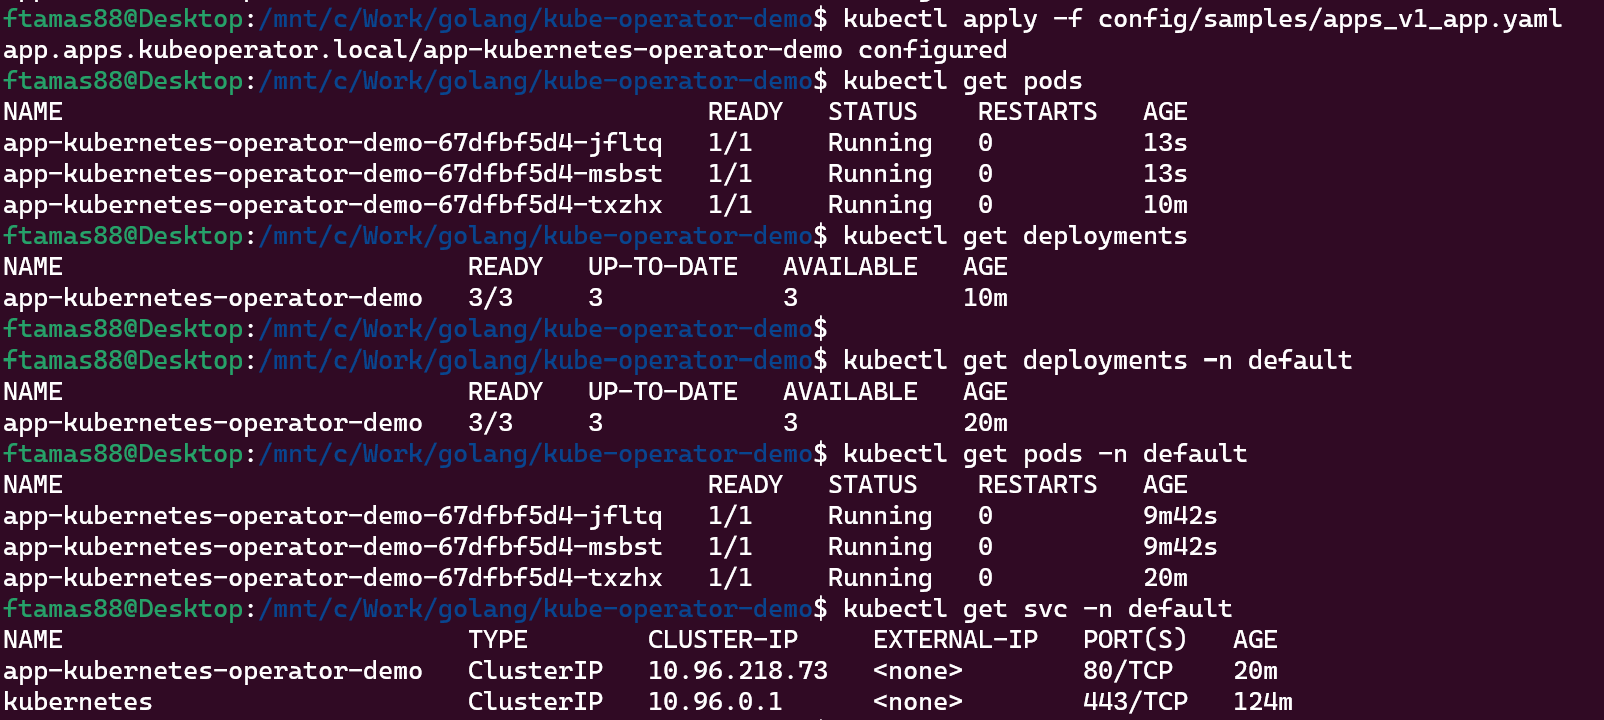 ftamas88@Desktop:/mnt/c/Work/golang/kube-operator-demo$ kubectl apply -f config/samples/apps_v1_app.yaml
app.apps.kubeoperator.local/app-kubernetes-operator-demo configured
ftamas88@Desktop:/mnt/c/Work/golang/kube-operator-demo$ kubectl get pods
NAME READY STATUS RESTARTS AGE
app-kubernetes-operator-demo-67dfbf5d4-jfltq 1/1 Running 0 13s
app-kubernetes-operator-demo-67dfbf5d4-msbst 1/1 Running 0 13s
app-kubernetes-operator-demo-67dfbf5d4-txzhx 1/1 Running 0 10m
ftamas88@Desktop:/mnt/c/Work/golang/kube-operator-demo$ kubectl get deployments
NAME READY UP-TO-DATE AVAILABLE AGE
app-kubernetes-operator-demo 3/3 3 3 10m
ftamas88@Desktop:/mnt/c/Work/golang/kube-operator-demo$
ftamas88@Desktop:/mnt/c/Work/golang/kube-operator-demo$ kubectl get deployments -n default
NAME READY UP-TO-DATE AVAILABLE AGE
app-kubernetes-operator-demo 3/3 3 3 20m
ftamas88@Desktop:/mnt/c/Work/golang/kube-operator-demo$ kubectl get pods -n default
NAME READY STATUS RESTARTS AGE
app-kubernetes-operator-demo-67dfbf5d4-jfltq 1/1 Running 0 9m42s
app-kubernetes-operator-demo-67dfbf5d4-msbst 1/1 Running 0 9m42s
app-kubernetes-operator-demo-67dfbf5d4-txzhx 1/1 Running 0 20m
ftamas88@Desktop:/mnt/c/Work/golang/kube-operator-demo$ kubectl get svc -n default
NAME TYPE CLUSTER-IP EXTERNAL-IP PORT(S) AGE
app-kubernetes-operator-demo ClusterIP 10.96.218.73 <none> 80/TCP 20m
kubernetes ClusterIP 10.96.0.1 <none> 443/TCP 124m